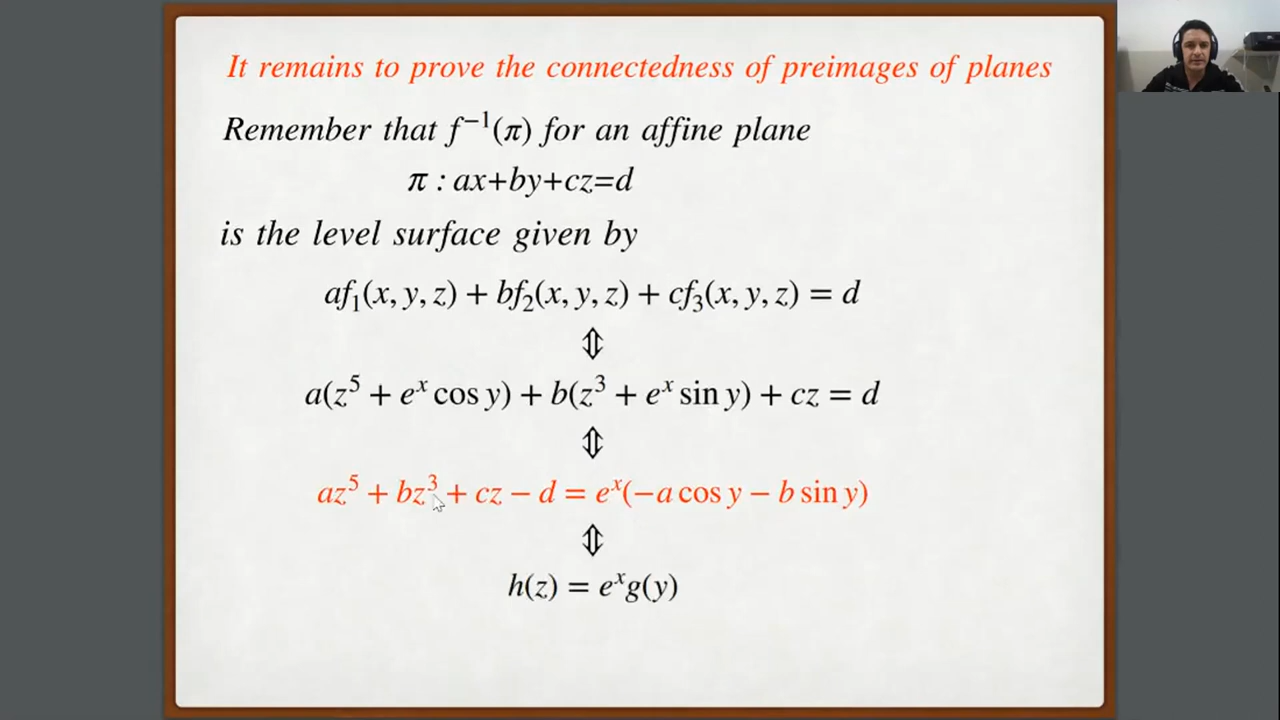 It remains to prove the connectedness of preimages of planes
Remember that f⁻¹(π) for an affine plane
π : ax+by+cz=d
is the level surface given by
af₁(x, y, z) + bf₂(x, y, z) + cf₃(x, y, z) = d
⇕
a(z⁵ + eˣ cos y) + b(z³ + eˣ sin y) + cz = d
⇕
az⁵ + bz³ + cz − d = eˣ(−a cos y − b sin y)
⇕
h(z) = eˣg(y)